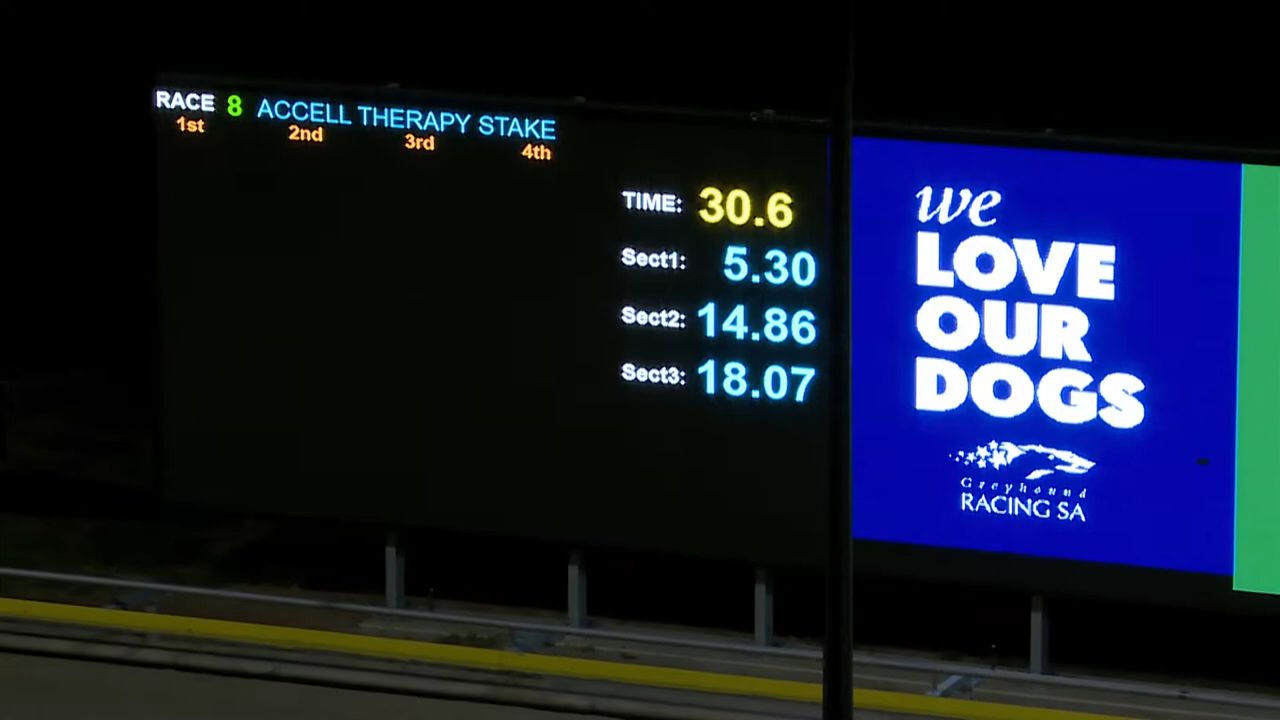 RACE 8 ACCELL THERAPY STAKE
1st 2nd 3rd 4th
TIME: 30.6
Sect1: 5.30
Sect2: 14.86
Sect3: 18.07
we
LOVE
OUR
DOGS
Greyhound
RACING SA